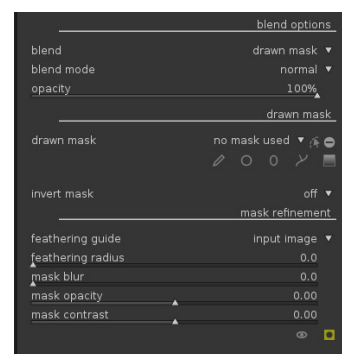 blend options
blend drawn mask
blend mode normal
opacity 100%
drawn mask
drawn mask no mask used
invert mask off
mask refinement
feathering guide input image
feathering radius 0.0
mask blur 0.0
mask opacity 0.00
mask contrast 0.00